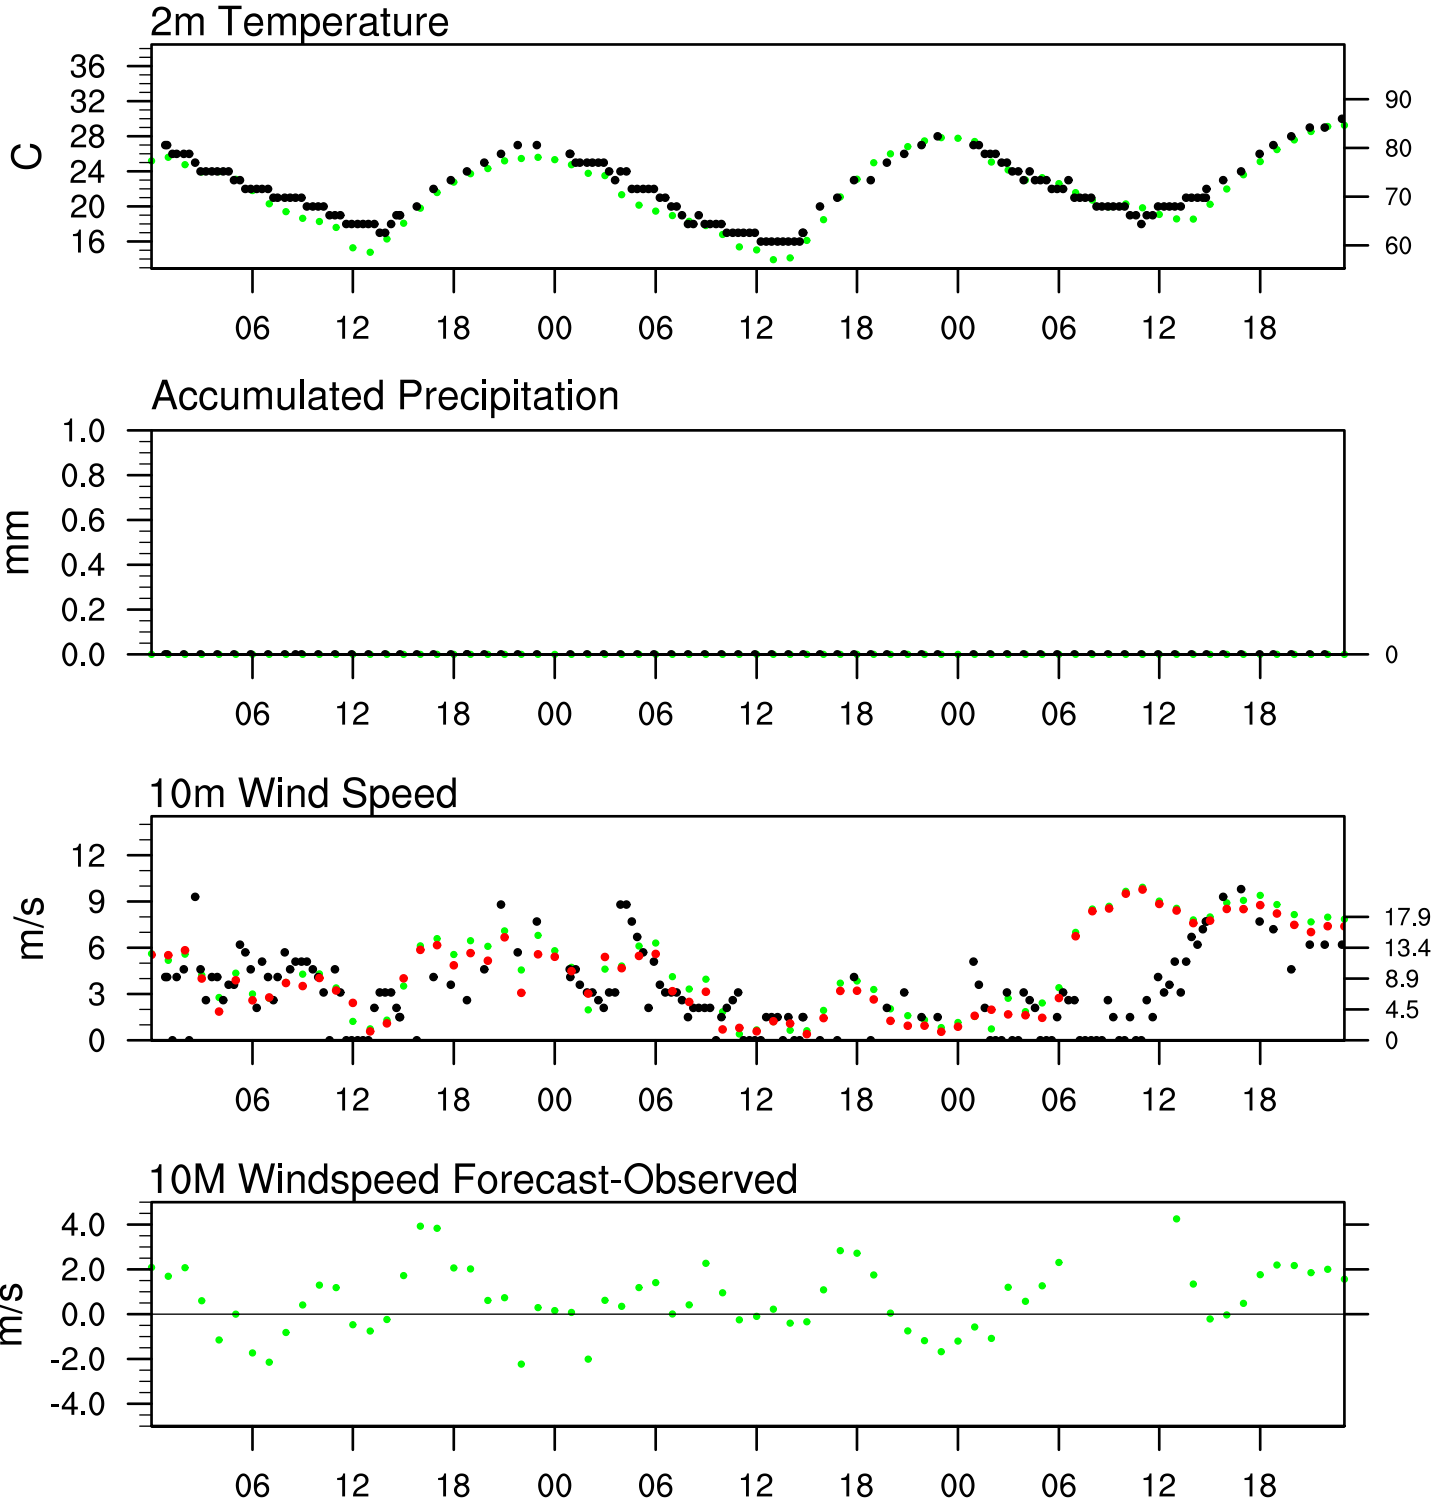 2m Temperature
36
32
28
24
20
16
C
90
80
70
60
06 12 18 00 06 12 18 00 06 12 18
Accumulated Precipitation
1.0
0.8
0.6
0.4
0.2
0.0
mm
0
06 12 18 00 06 12 18 00 06 12 18
10m Wind Speed
12
9
6
3
0
m/s
17.9
13.4
8.9
4.5
0
06 12 18 00 06 12 18 00 06 12 18
10M Windspeed Forecast-Observed
4.0
2.0
0.0
-2.0
-4.0
m/s
06 12 18 00 06 12 18 00 06 12 18